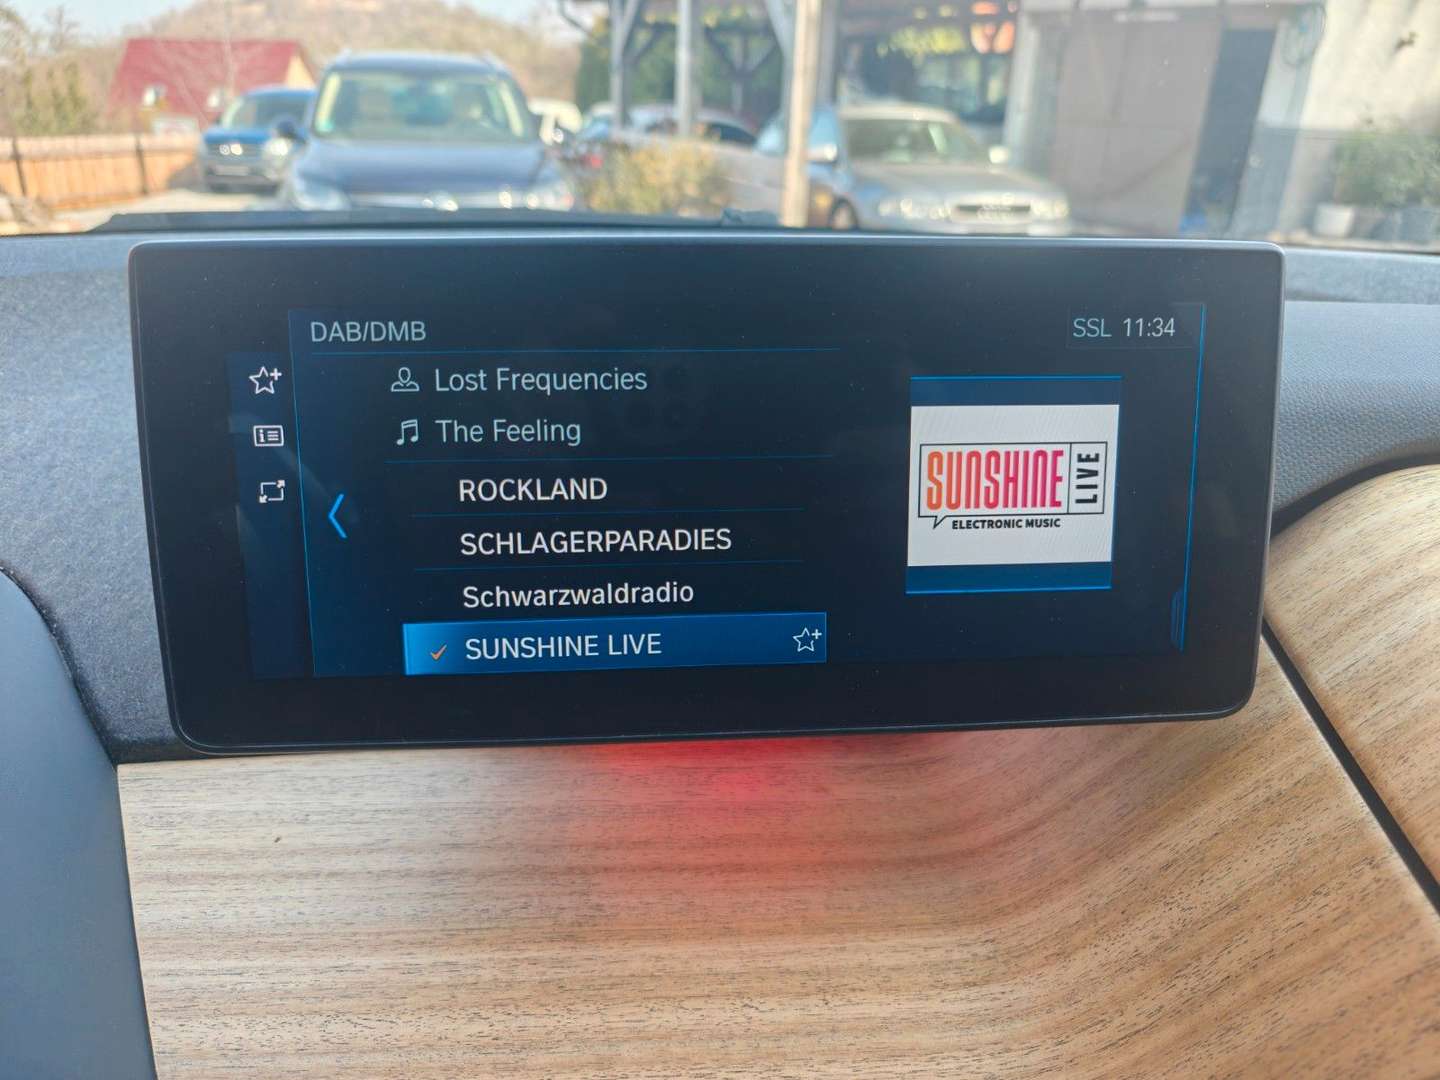 DAB/DMB
SSL 11:34
Lost Frequencies
The Feeling
ROCKLAND
SCHLAGERPARADIES
Schwarzwaldradio
SUNSHINE LIVE
SUNSHINE LIVE
ELECTRONIC MUSIC